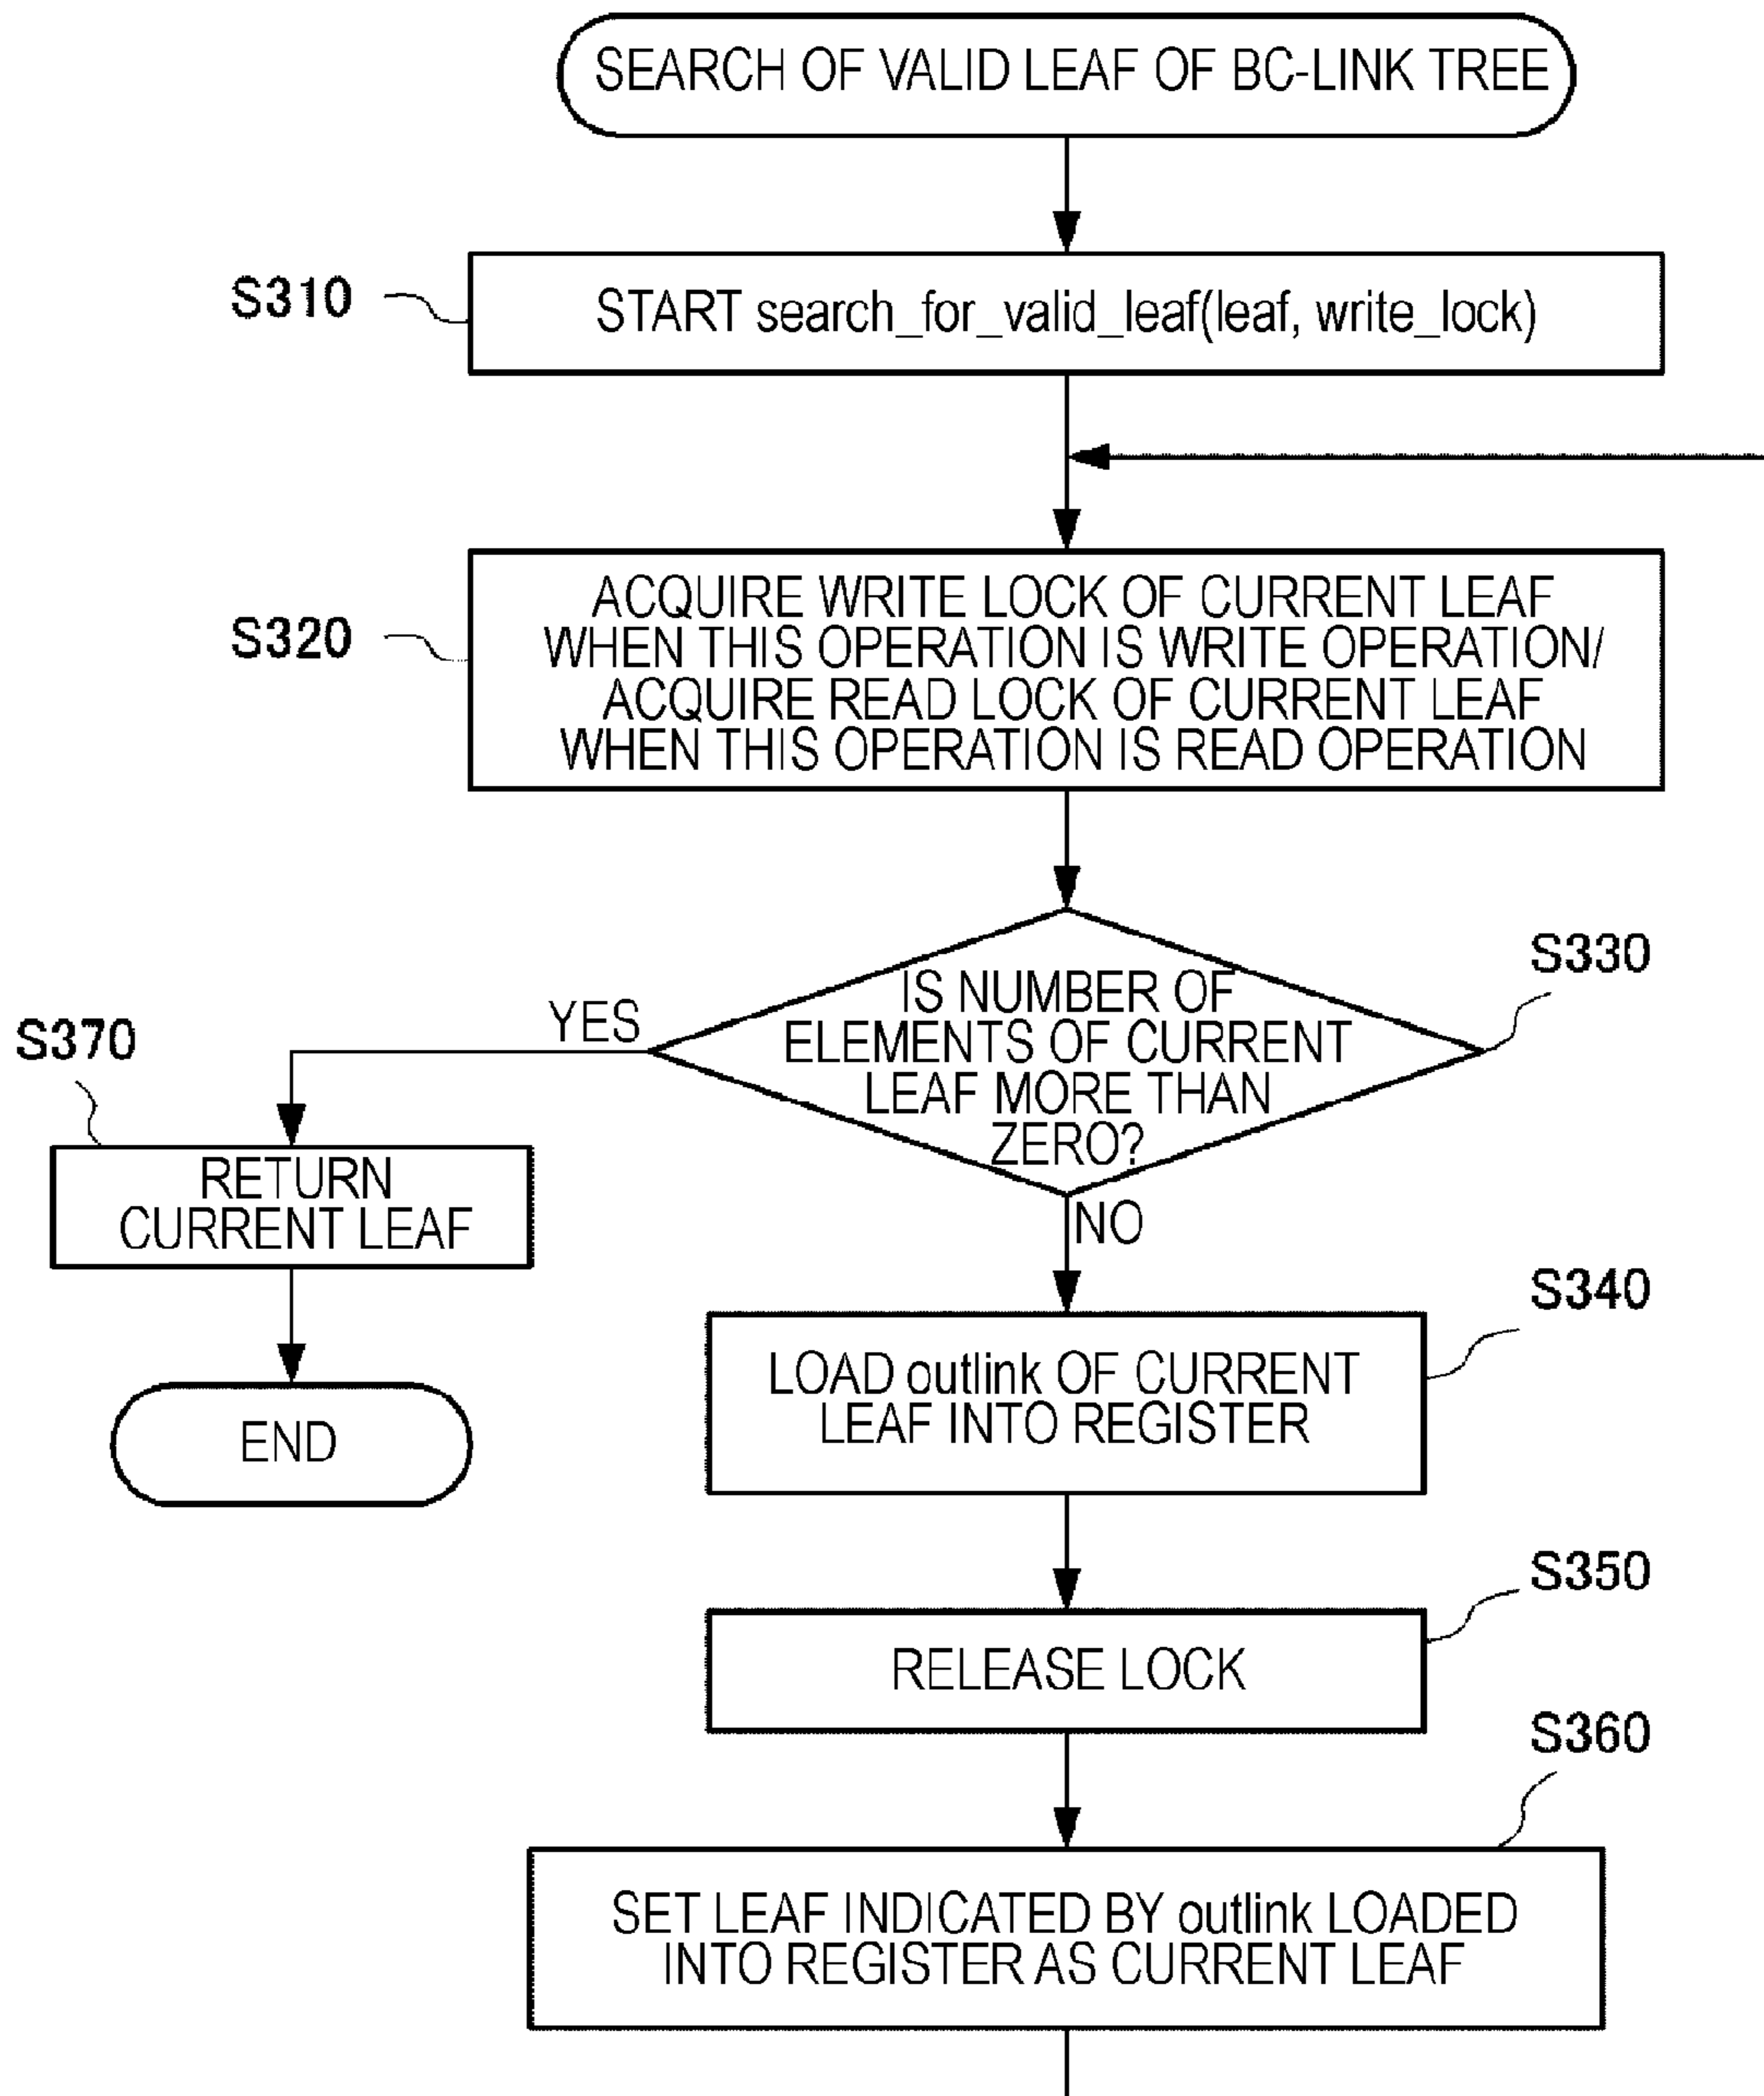 SEARCH OF VALID LEAF OF BC-LINK TREE
S310
START search_for_valid_leaf(leaf, write_lock)
S320
ACQUIRE WRITE LOCK OF CURRENT LEAF
WHEN THIS OPERATION IS WRITE OPERATION/
ACQUIRE READ LOCK OF CURRENT LEAF
WHEN THIS OPERATION IS READ OPERATION
S330
IS NUMBER OF
ELEMENTS OF CURRENT
LEAF MORE THAN
ZERO?
YES
S370
RETURN
CURRENT LEAF
END
NO
S340
LOAD outlink OF CURRENT
LEAF INTO REGISTER
S350
RELEASE LOCK
S360
SET LEAF INDICATED BY outlink LOADED
INTO REGISTER AS CURRENT LEAF